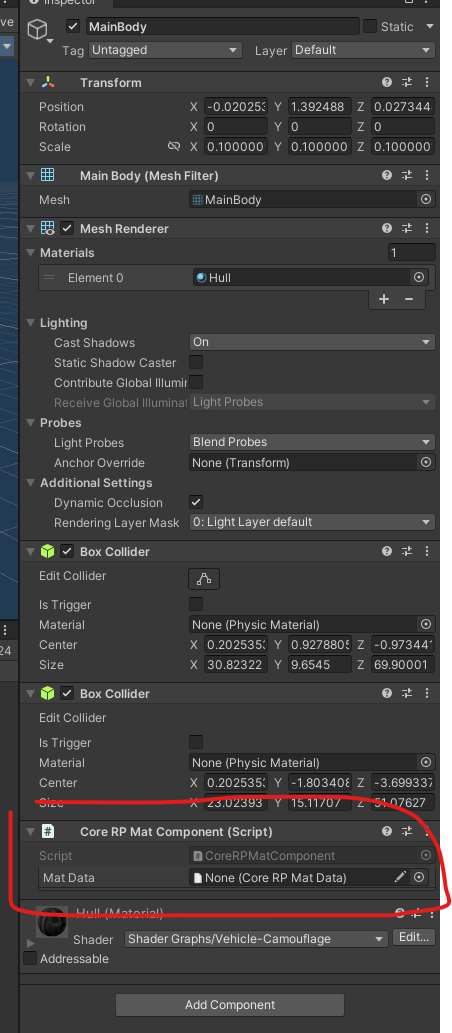 Inspector
ve
MainBody
Static
Tag Untagged Layer Default
Transform
Position X -0.020253 Y 1.392488 Z 0.027344
Rotation X 0 Y 0 Z 0
Scale X 0.100000 Y 0.100000 Z 0.100000
Main Body (Mesh Filter)
Mesh MainBody
Mesh Renderer
Materials 1
Element 0 Hull
Lighting
Cast Shadows On
Static Shadow Caster
Contribute Global Illumin
Receive Global Illuminat Light Probes
Probes
Light Probes Blend Probes
Anchor Override None (Transform)
Additional Settings
Dynamic Occlusion
Rendering Layer Mask 0: Light Layer default
Box Collider
Edit Collider
Is Trigger
Material None (Physic Material)
24
Center X 0.2025353 Y 0.9278805 Z -0.973441
Size X 30.82322 Y 9.6545 Z 69.90001
Box Collider
Edit Collider
Is Trigger
Material None (Physic Material)
Center X 0.2025353 Y -1.803408 Z -3.699337
Size X 23.02393 Y 15.11707 Z 51.07627
# Core RP Mat Component (Script)
Script # CoreRPMatComponent
Mat Data None (Core RP Mat Data)
Hull (Material)
Shader Shader Graphs/Vehicle-Camouflage Edit...
Addressable
Add Component